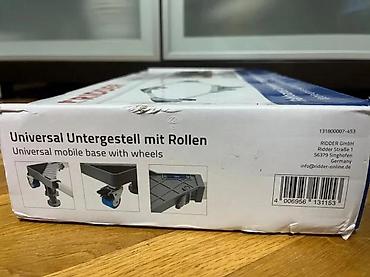 Universal Untergestell mit Rollen
Universal mobile base with wheels
131800007-453
RIDDER GmbH
Ridder Straße 1
56379 Singhofen
Germany
info@ridder-online.de
4 006956 131153